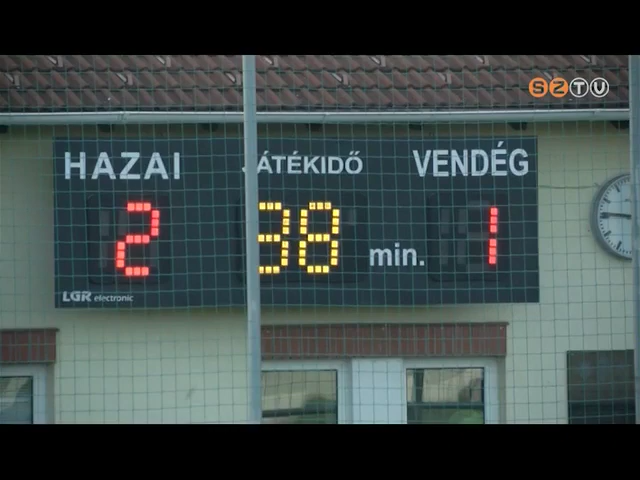 SZTV
HAZAI JÁTÉKIDŐ VENDÉG
2 38 min. 1
LGR electronic